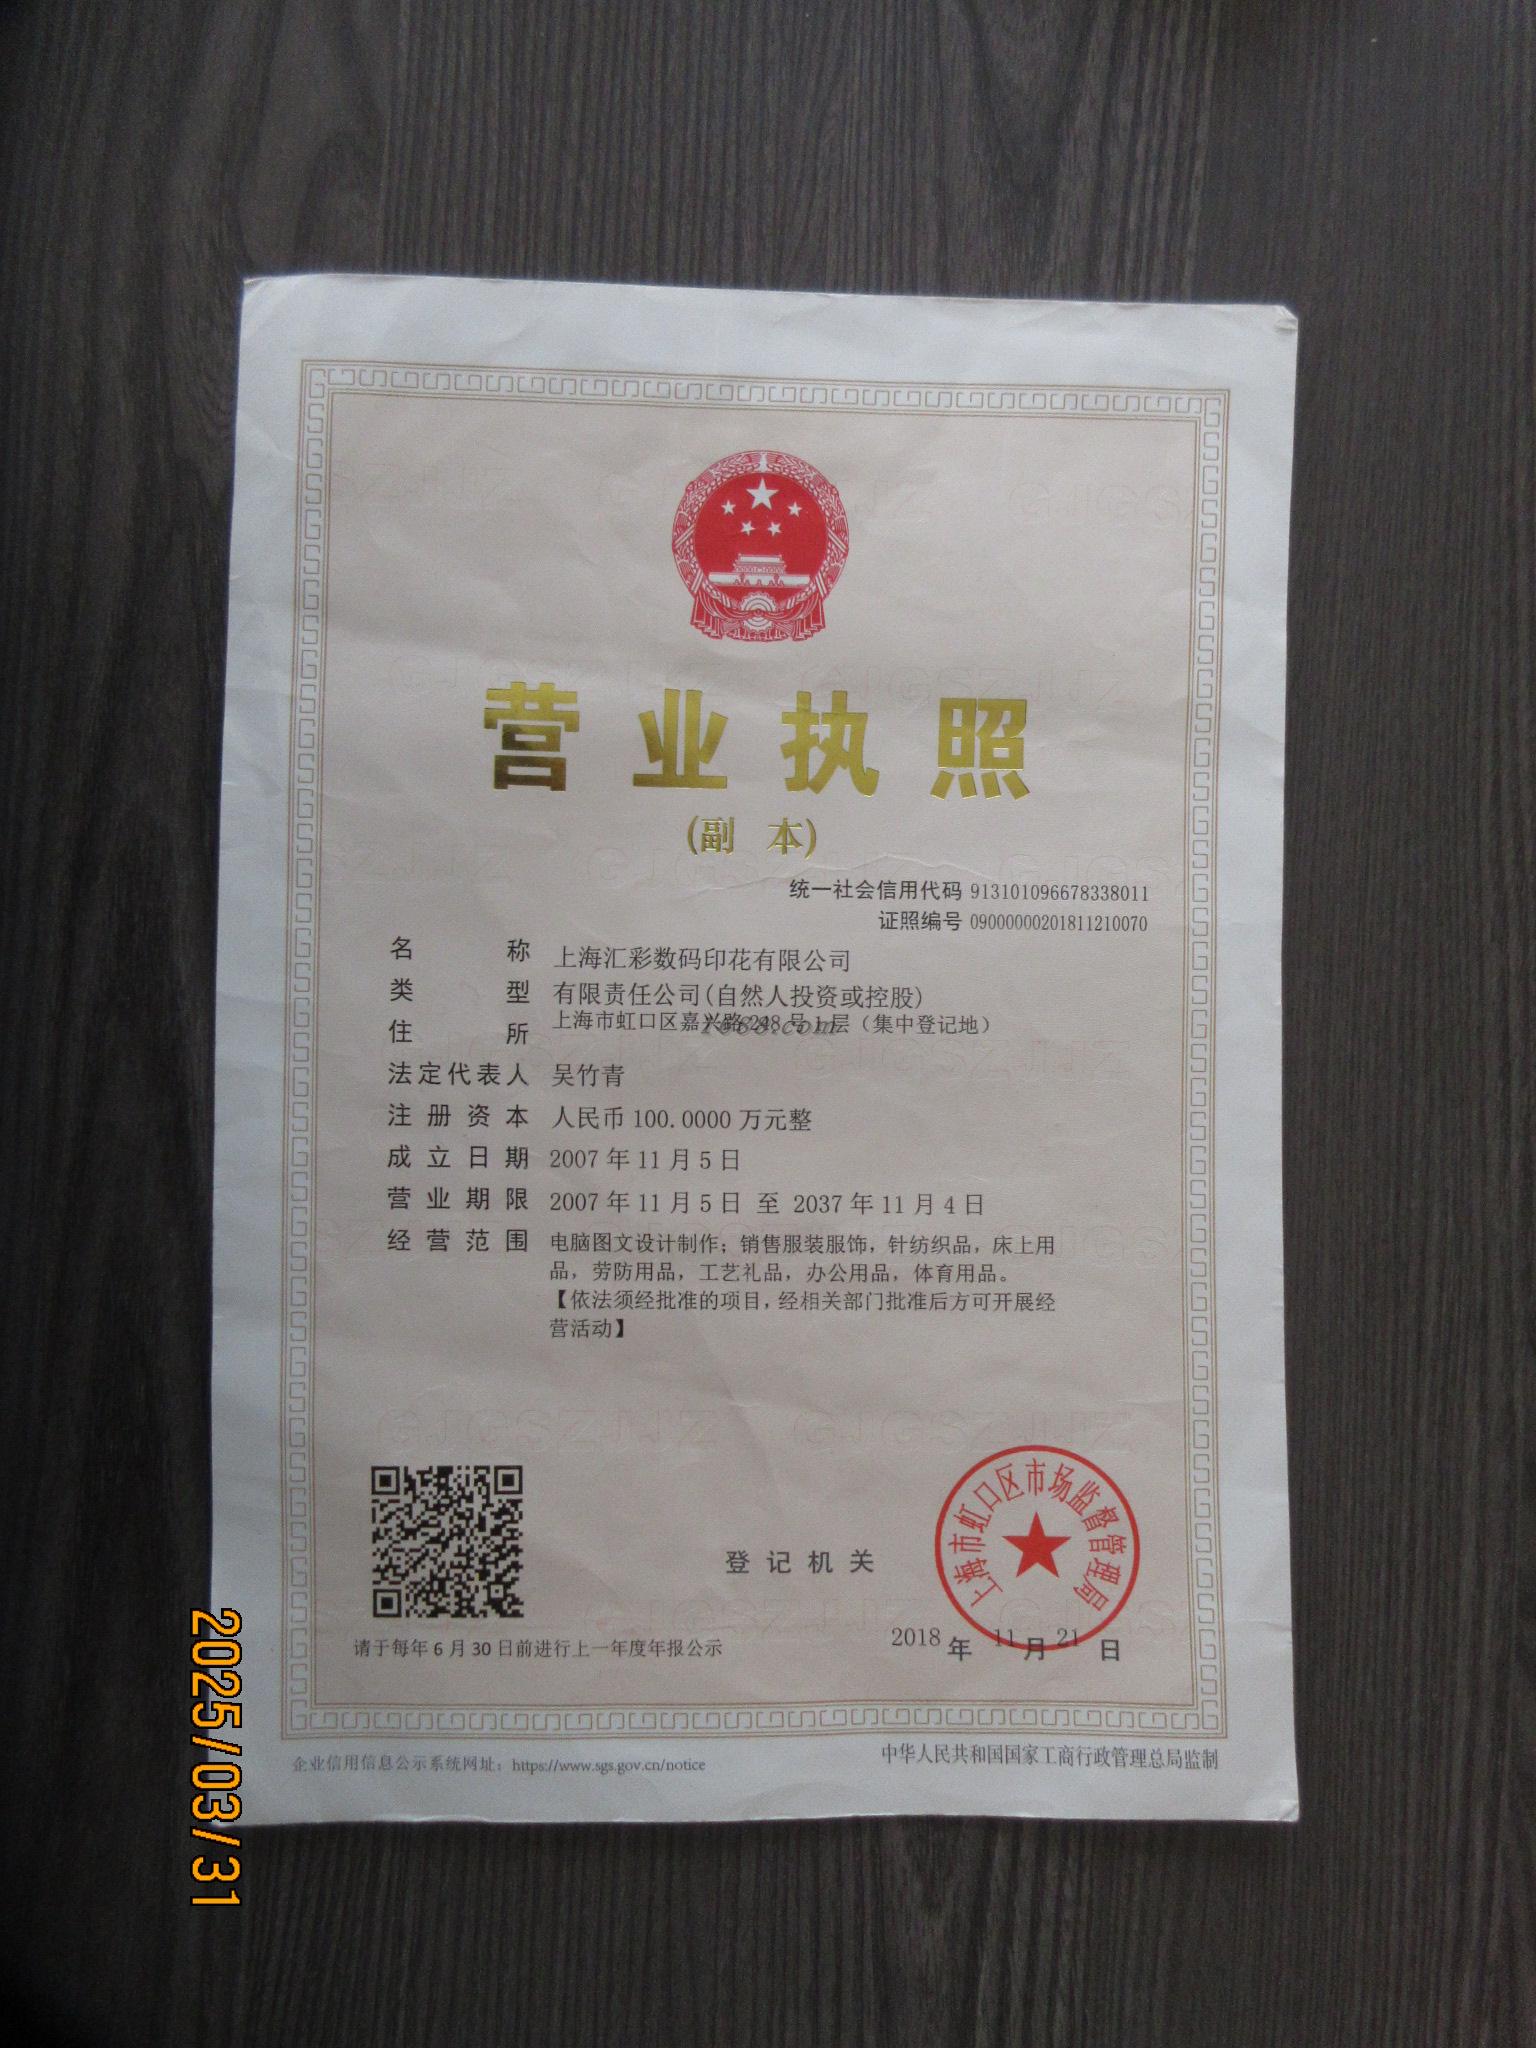 营业执照
(副 本)
统一社会信用代码 913101096678338011
证照编号 09000000201811210070
名 称 上海汇彩数码印花有限公司
类 型 有限责任公司(自然人投资或控股)
住 所 上海市虹口区嘉兴路248号1层（集中登记地）
1688.com
法定代表人 吴竹青
注册资本 人民币100.0000万元整
成立日期 2007年11月5日
营业期限 2007年11月5日 至 2037年11月4日
经营范围 电脑图文设计制作；销售服装服饰，针纺织品，床上用
品，劳防用品，工艺礼品，办公用品，体育用品。
【依法须经批准的项目，经相关部门批准后方可开展经
营活动】
上海市虹口区市场监督管理局
登记机关
2018 年 11 月 21 日
请于每年6月30日前进行上一年度年报公示
企业信用信息公示系统网址：https://www.sgs.gov.cn/notice
中华人民共和国国家工商行政管理总局监制
2025/03/31